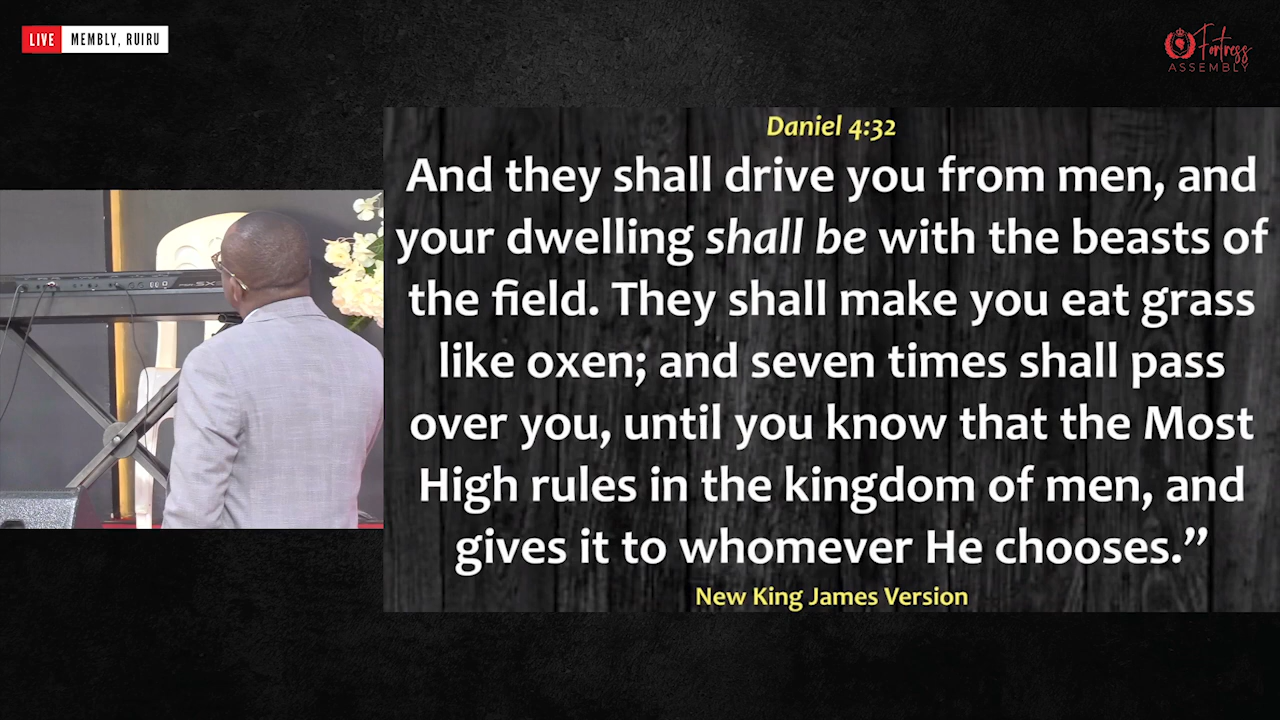 LIVE MEMBLY, RUIRU
Fortress
ASSEMBLY
Daniel 4:32
And they shall drive you from men, and
your dwelling shall be with the beasts of
the field. They shall make you eat grass
like oxen; and seven times shall pass
over you, until you know that the Most
High rules in the kingdom of men, and
gives it to whomever He chooses.”
New King James Version